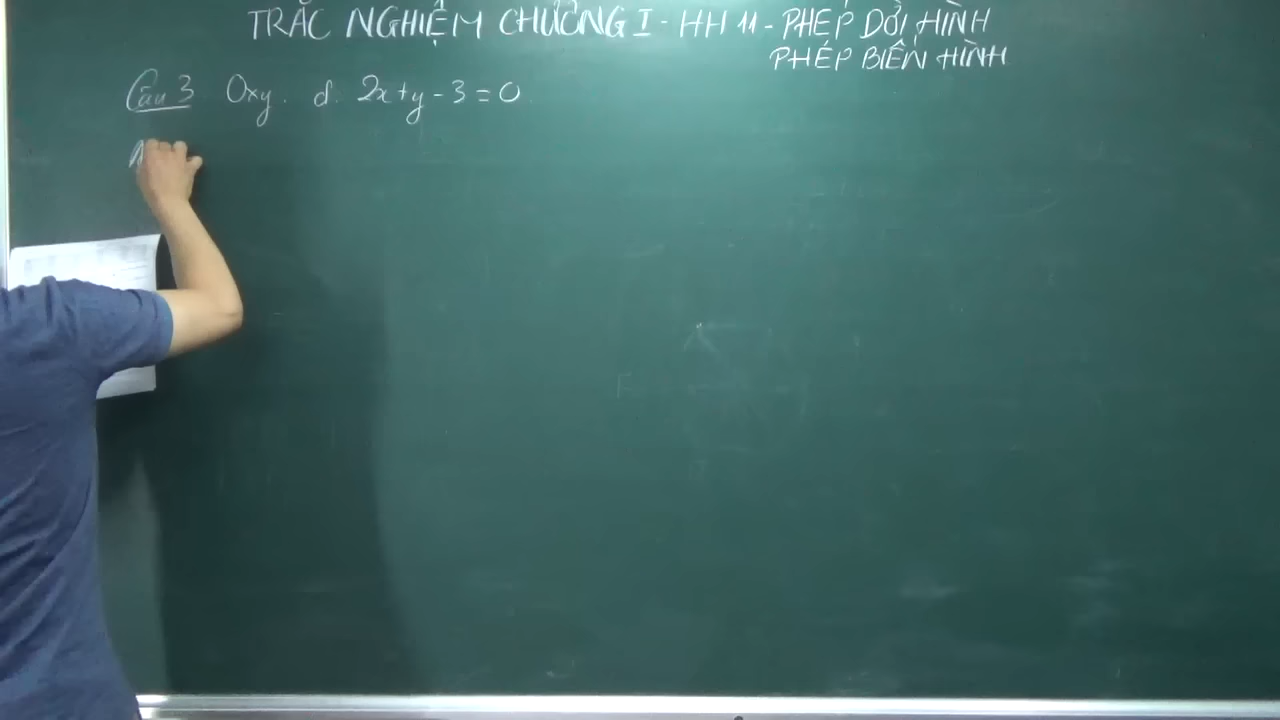 TRẮC NGHIỆM CHƯƠNG I - HH 11 - PHÉP DỜI HÌNH
PHÉP BIẾN HÌNH
Câu 3 Oxy. d: 2x+y-3=0